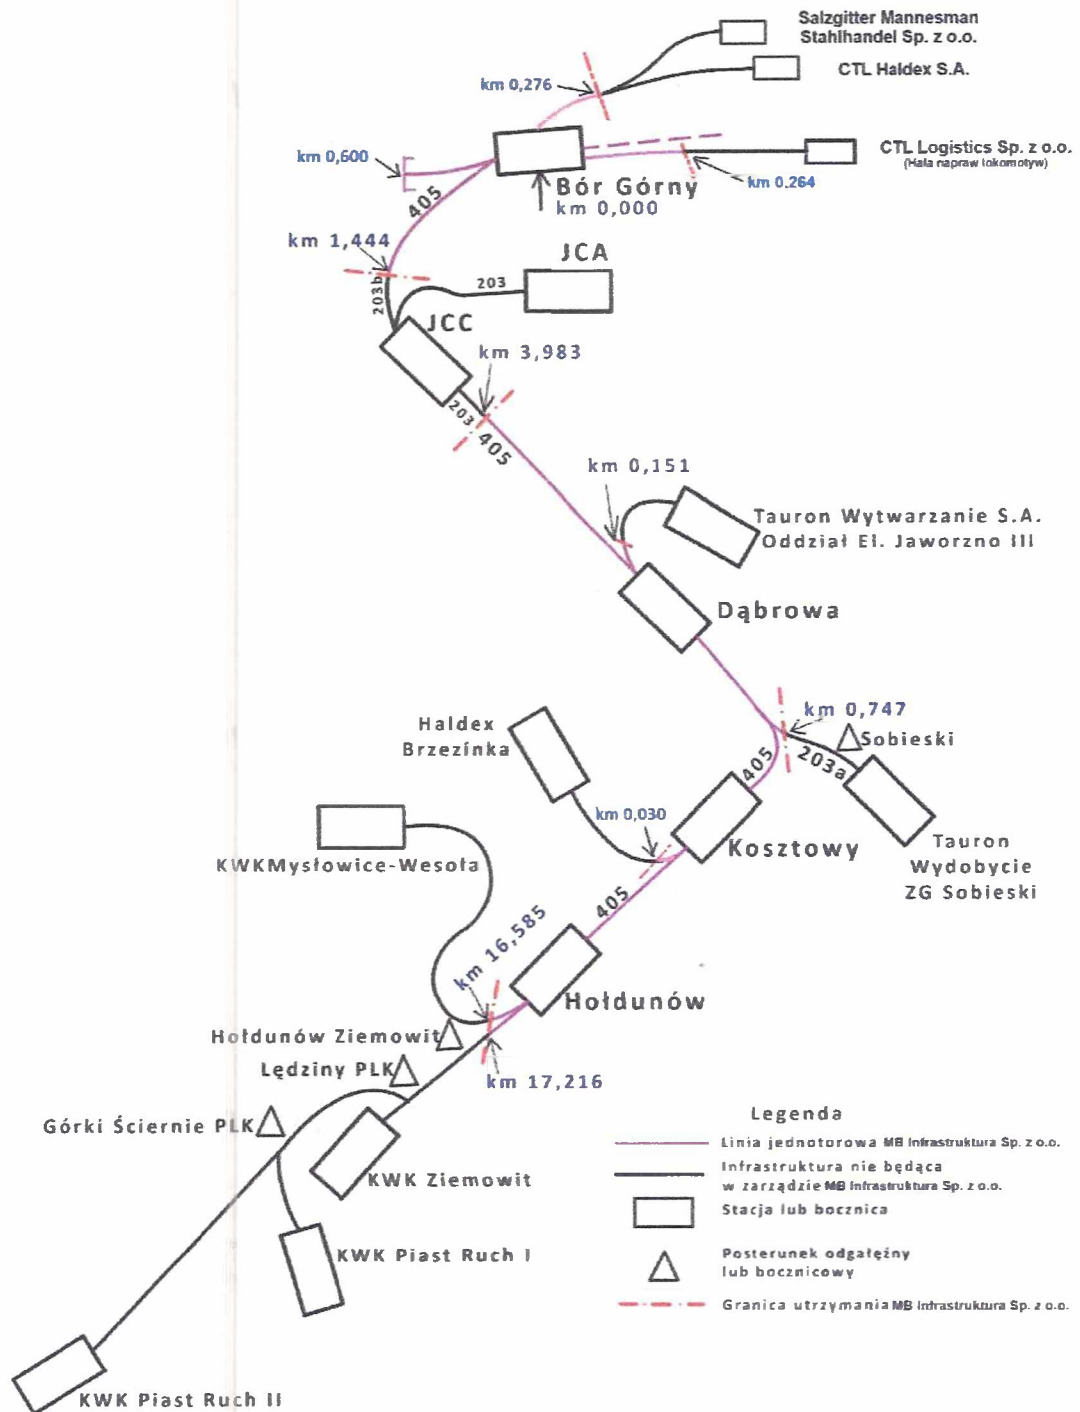 Salzgitter Mannesman
Stahlhandel Sp. z o.o.
km 0,276
CTL Haldex S.A.
km 0,600
CTL Logistics Sp. z o.o.
(Hala napraw lokomotyw)
km 0.264
Bór Górny
km 0,000
405
km 1,444
JCA
203b
203
JCC
km 3,983
203
405
km 0,151
Tauron Wytwarzanie S.A.
Oddział El. Jaworzno III
Dąbrowa
km 0,747
Haldex
Brzezinka
Sobieski
405
203a
km 0,030
Kosztowy
Tauron
Wydobycie
ZG Sobieski
KWKMysłowice-Wesoła
405
km 16,585
Hołdunów
Hołdunów Ziemowit
Lędziny PLK
km 17,216
Górki Ściernie PLK
KWK Ziemowit
KWK Piast Ruch I
KWK Piast Ruch II
Legenda
Linia jednotorowa MB Infrastruktura Sp. z o.o.
Infrastruktura nie będąca
w zarządzie MB Infrastruktura Sp. z o.o.
Stacja lub bocznica
Posterunek odgałęźny
lub bocznicowy
Granica utrzymania MB Infrastruktura Sp. z o.o.